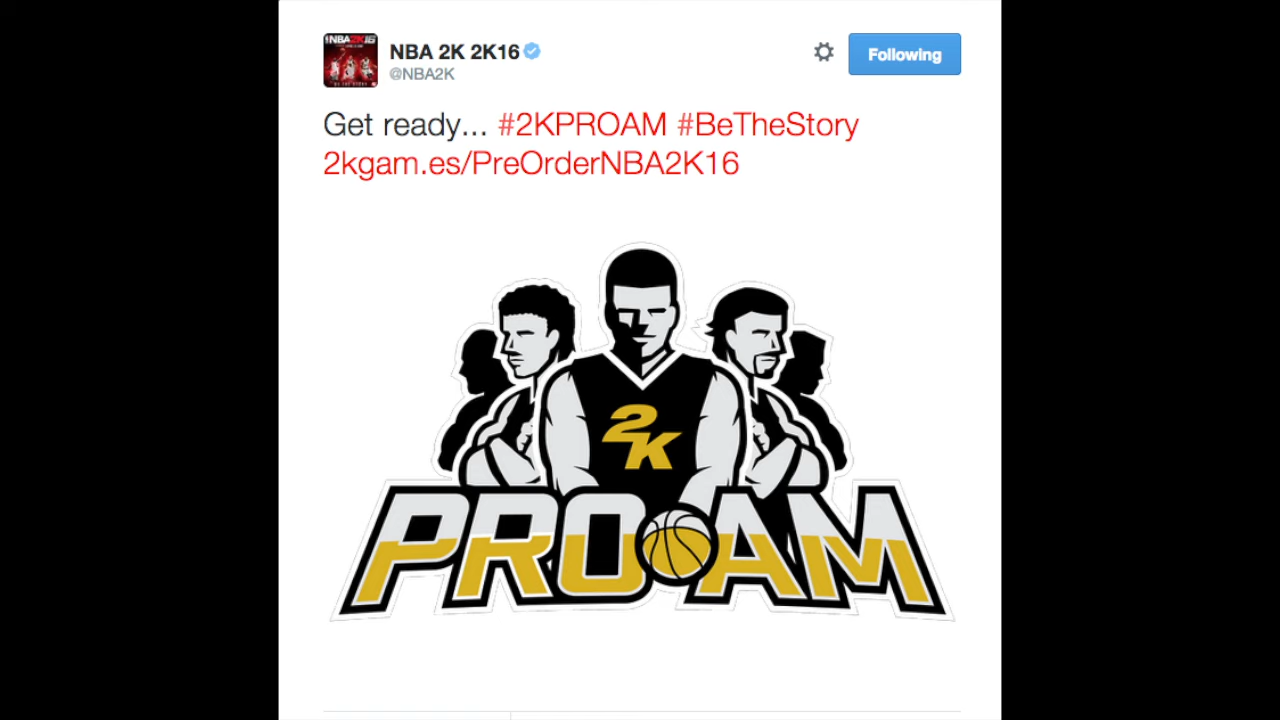 NBA 2K 2K16
@NBA2K
Following
Get ready... #2KPROAM #BeTheStory
2kgam.es/PreOrderNBA2K16
2K
PRO AM